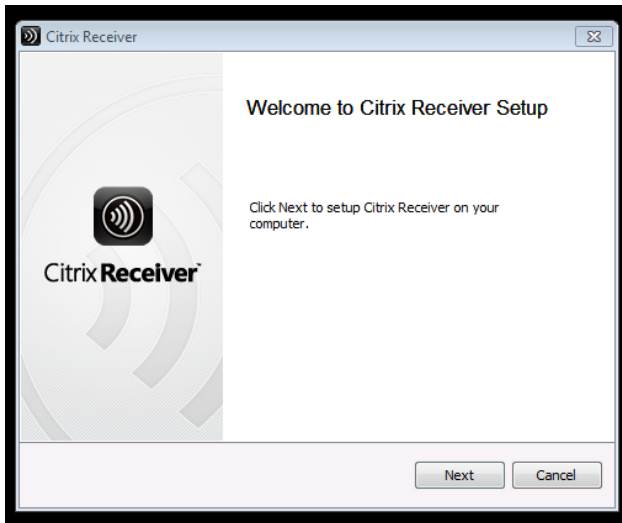 Citrix Receiver
Welcome to Citrix Receiver Setup
Click Next to setup Citrix Receiver on your
computer.
Citrix Receiver™
Next
Cancel